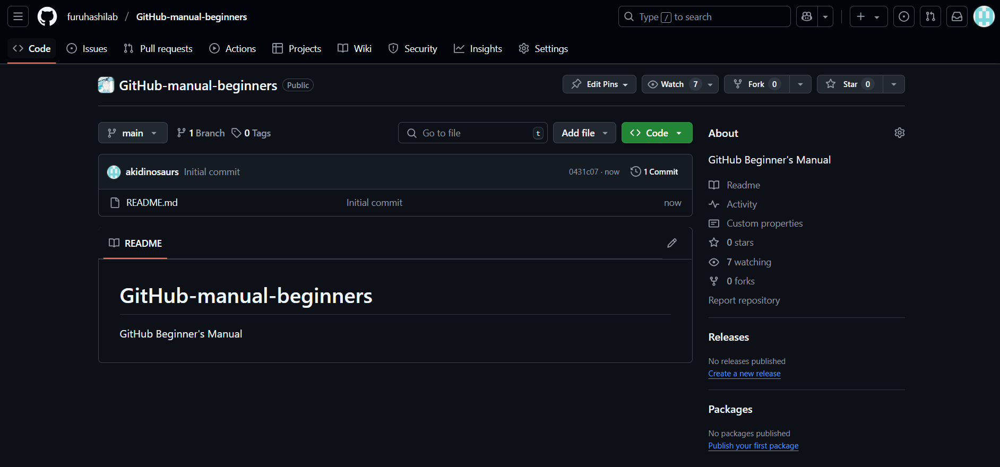 furuhashilab / GitHub-manual-beginners
Type / to search
Code Issues Pull requests Actions Projects Wiki Security Insights Settings
GitHub-manual-beginners Public
Edit Pins Watch 7 Fork 0 Star 0
main 1 Branch 0 Tags
Go to file t Add file Code
akidinosaurs Initial commit 0431c07 · now 1 Commit
README.md Initial commit now
README
GitHub-manual-beginners
GitHub Beginner's Manual
About
GitHub Beginner's Manual
Readme
Activity
Custom properties
0 stars
7 watching
0 forks
Report repository
Releases
No releases published
Create a new release
Packages
No packages published
Publish your first package